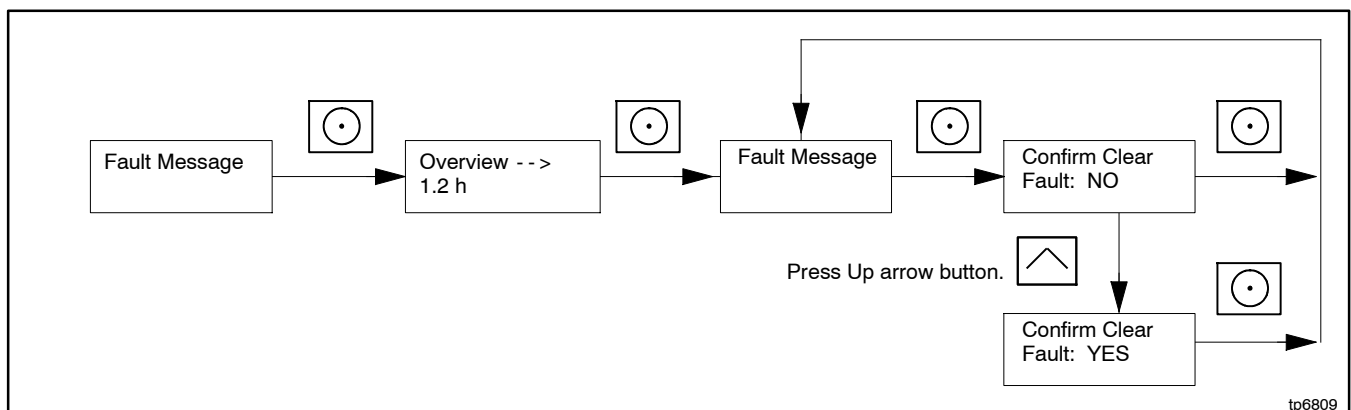 Fault Message
Overview - - >
1.2 h
Fault Message
Confirm Clear
Fault: NO
Press Up arrow button.
Confirm Clear
Fault: YES
tp6809